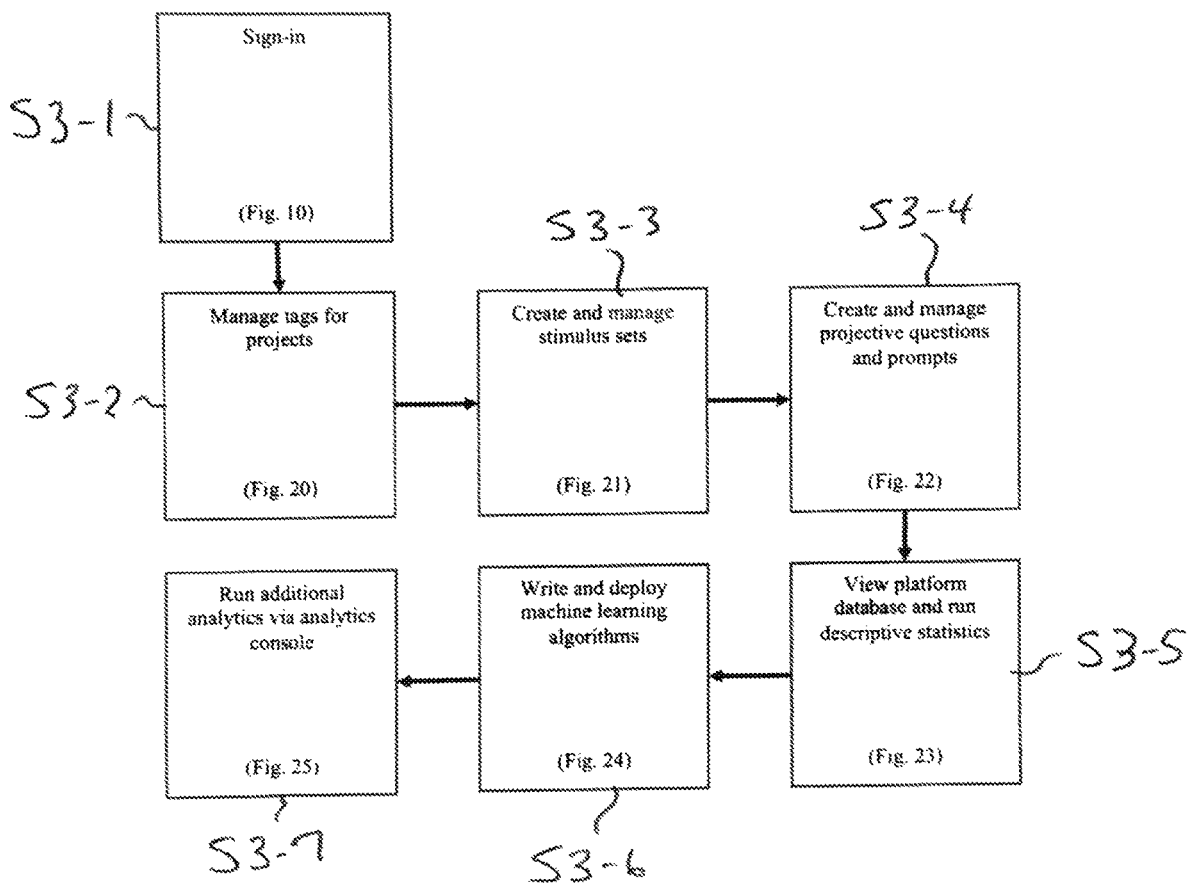 Sign-in
S3-1
(Fig. 10)
S3-3
S3-4
Manage tags for
projects
S3-2
(Fig. 20)
Create and manage
stimulus sets
(Fig. 21)
Create and manage
projective questions
and prompts
(Fig. 22)
Run additional
analytics via analytics
console
(Fig. 25)
Write and deploy
machine learning
algorithms
(Fig. 24)
View platform
database and run
descriptive statistics
S3-5
(Fig. 23)
S3-7
S3-6